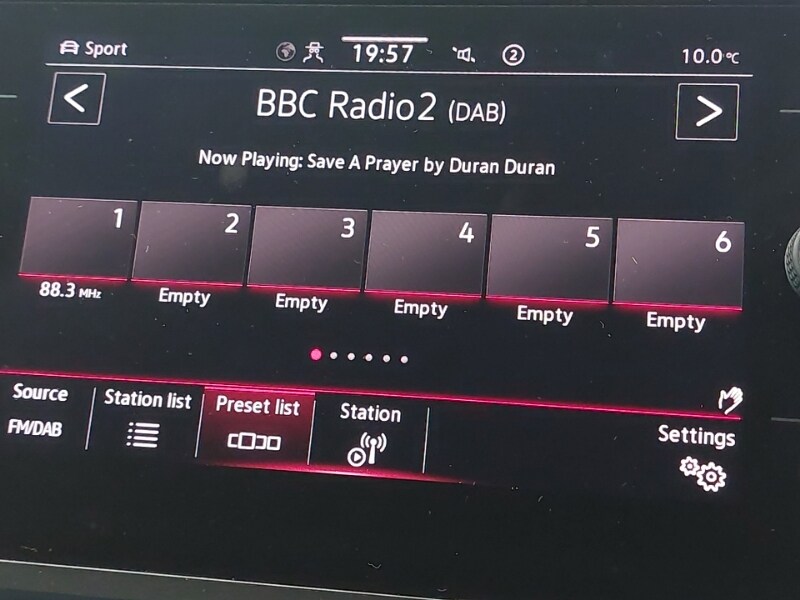 Sport 19:57 2 10.0°C
< BBC Radio2 (DAB) >
Now Playing: Save A Prayer by Duran Duran
1 2 3 4 5 6
88.3 MHz Empty Empty Empty Empty Empty
Source Station list Preset list Station Settings
FM/DAB